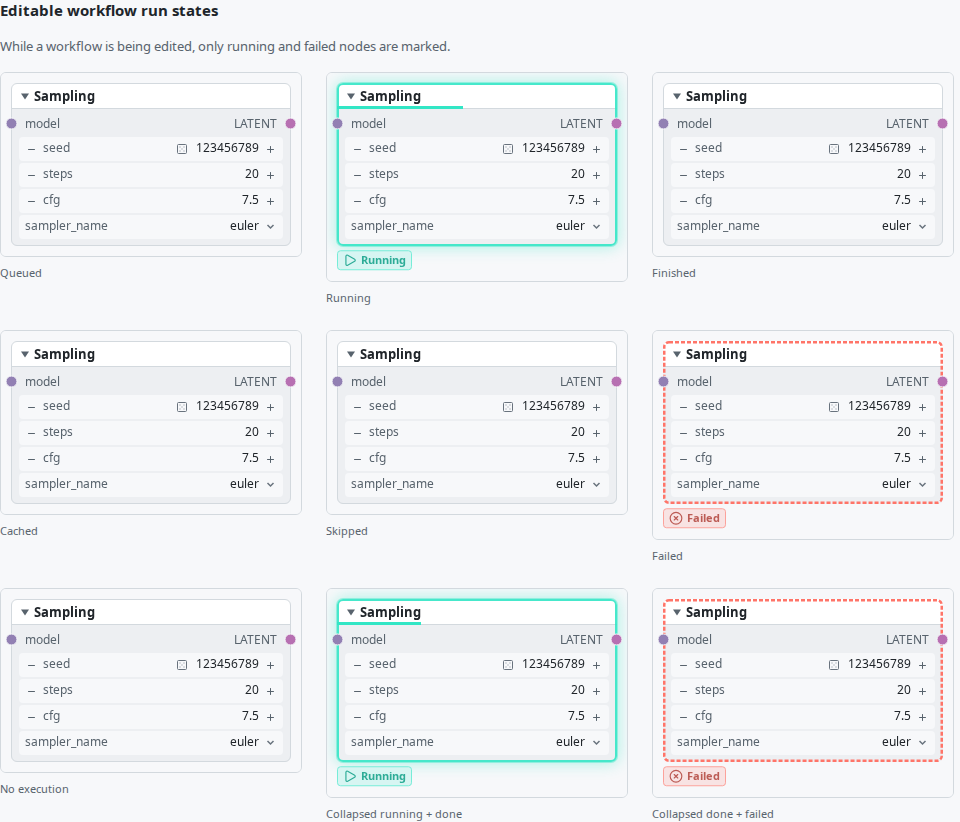 Editable workflow run states
While a workflow is being edited, only running and failed nodes are marked.
Sampling
model LATENT
seed 123456789 +
steps 20 +
cfg 7.5 +
sampler_name euler
Queued
Sampling
model LATENT
seed 123456789 +
steps 20 +
cfg 7.5 +
sampler_name euler
Running
Running
Sampling
model LATENT
seed 123456789 +
steps 20 +
cfg 7.5 +
sampler_name euler
Finished
Sampling
model LATENT
seed 123456789 +
steps 20 +
cfg 7.5 +
sampler_name euler
Cached
Sampling
model LATENT
seed 123456789 +
steps 20 +
cfg 7.5 +
sampler_name euler
Skipped
Sampling
model LATENT
seed 123456789 +
steps 20 +
cfg 7.5 +
sampler_name euler
Failed
Failed
Sampling
model LATENT
seed 123456789 +
steps 20 +
cfg 7.5 +
sampler_name euler
No execution
Sampling
model LATENT
seed 123456789 +
steps 20 +
cfg 7.5 +
sampler_name euler
Running
Collapsed running + done
Sampling
model LATENT
seed 123456789 +
steps 20 +
cfg 7.5 +
sampler_name euler
Failed
Collapsed done + failed